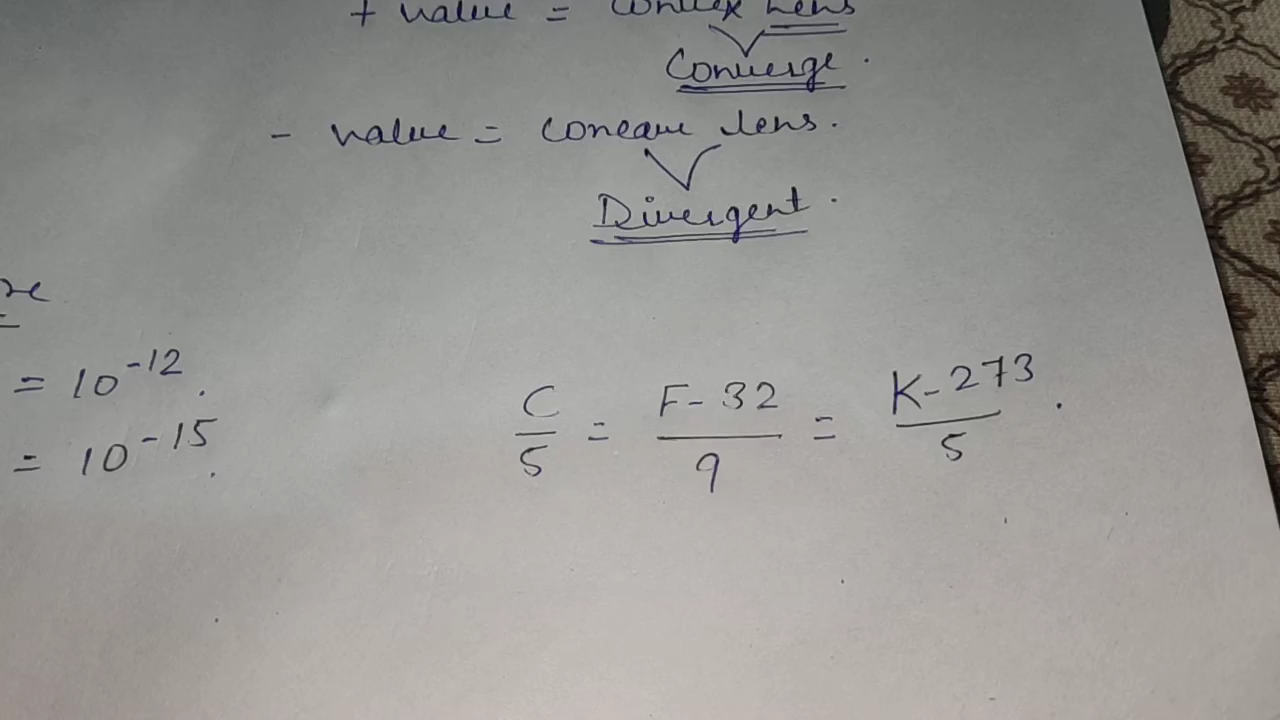 + value = convex Lens
Converge.
- value = concave lens.
Divergent.
= 10^-12.
= 10^-15.
C/5 = F-32/9 = K-273/5.